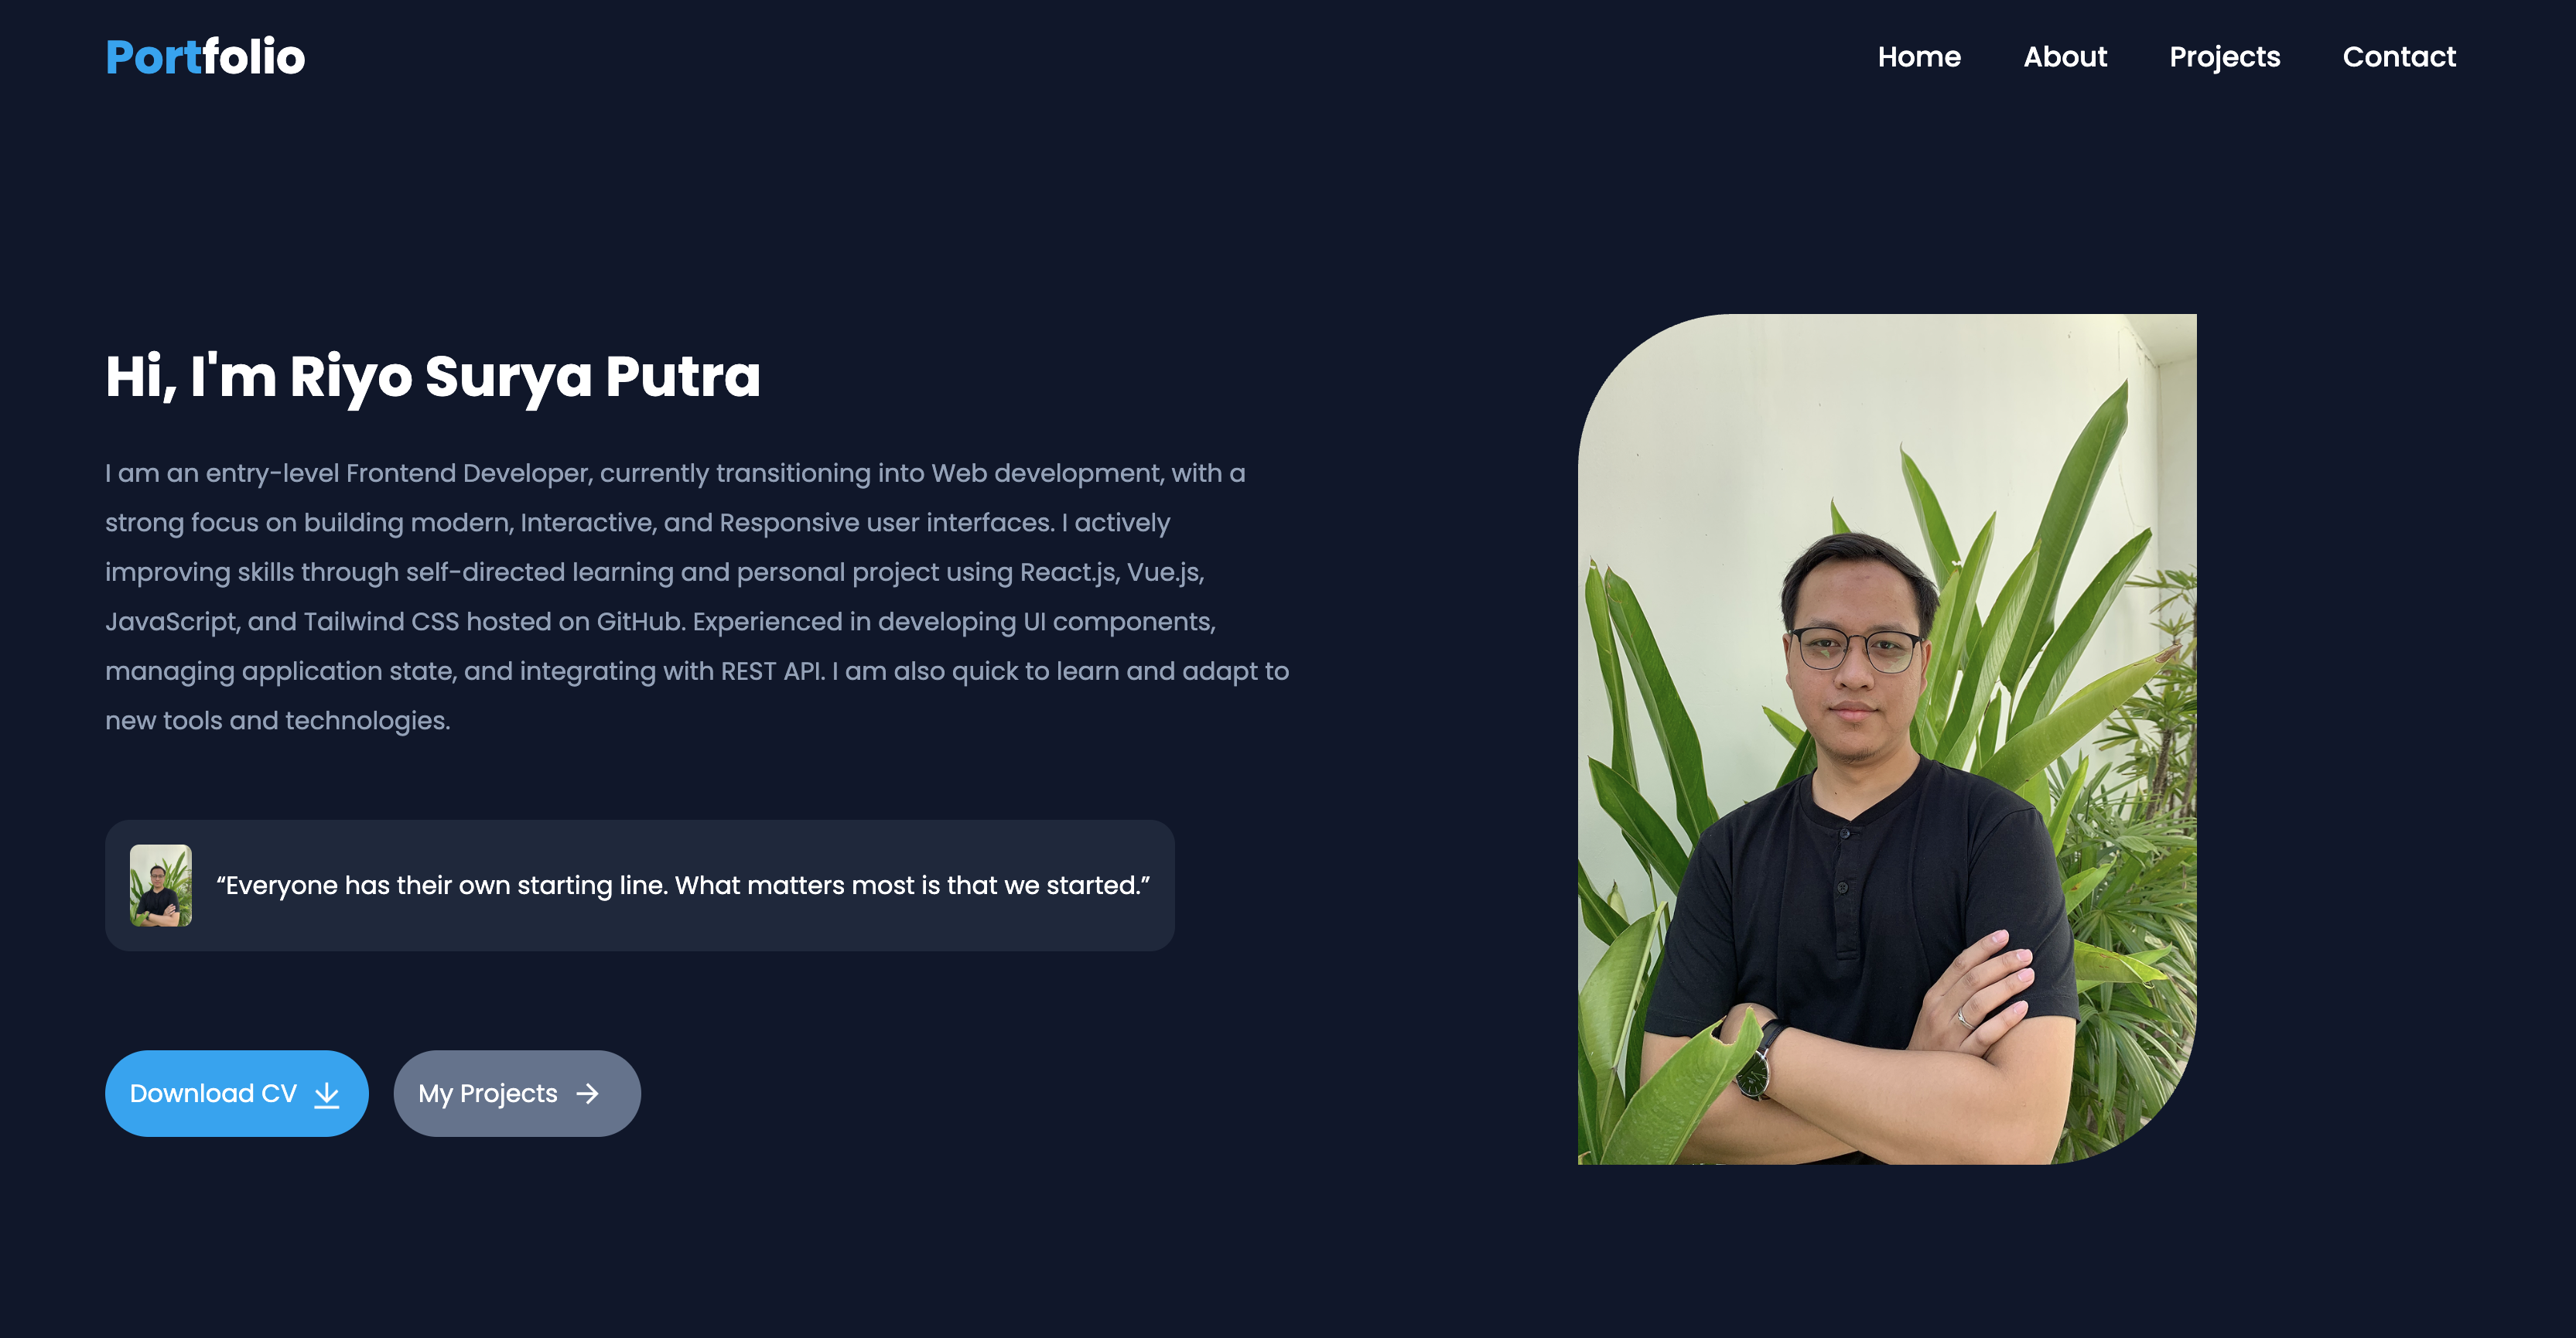 Portfolio
Home
About
Projects
Contact
Hi, I'm Riyo Surya Putra
I am an entry-level Frontend Developer, currently transitioning into Web development, with a
strong focus on building modern, Interactive, and Responsive user interfaces. I actively
improving skills through self-directed learning and personal project using React.js, Vue.js,
JavaScript, and Tailwind CSS hosted on GitHub. Experienced in developing UI components,
managing application state, and integrating with REST API. I am also quick to learn and adapt to
new tools and technologies.
“Everyone has their own starting line. What matters most is that we started.”
Download CV
My Projects